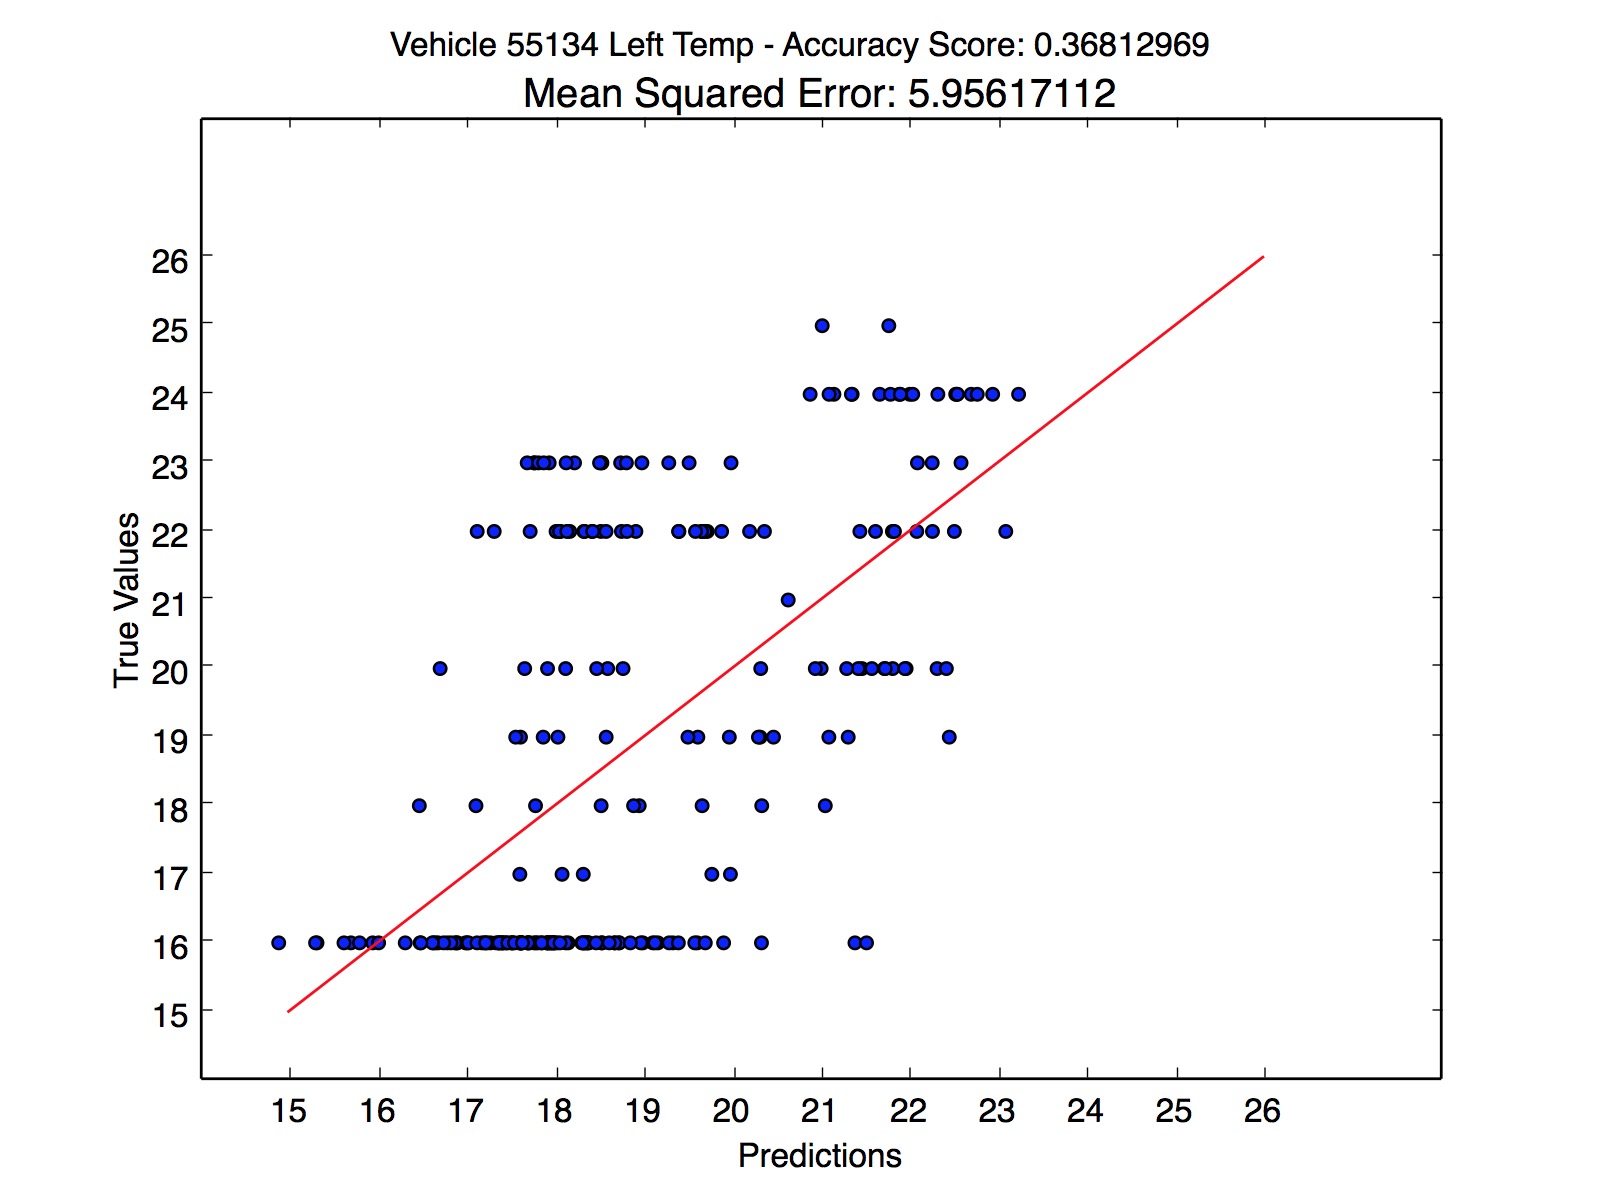 Vehicle 55134 Left Temp - Accuracy Score: 0.36812969
Mean Squared Error: 5.95617112
True Values
26
25
24
23
22
21
20
19
18
17
16
15
15 16 17 18 19 20 21 22 23 24 25 26
Predictions